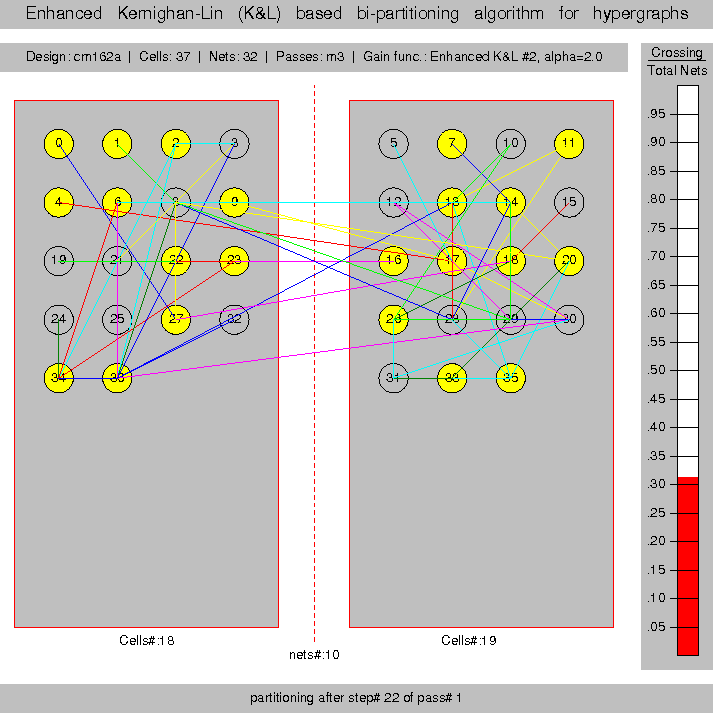 Enhanced Kernighan-Lin (K&L) based bi-partitioning algorithm for hypergraphs
Design: cm162a | Cells: 37 | Nets: 32 | Passes: m3 | Gain func.: Enhanced K&L #2, alpha=2.0
Crossing
Total Nets
0 1 2 3 5 7 10 11
4 6 8 9 12 13 14 15
19 21 22 23 16 17 18 20
24 25 27 32 26 28 29 30
34 31 35
.95
.90
.85
.80
.75
.70
.65
.60
.55
.50
.45
.40
.35
.30
.25
.20
.15
.10
.05
Cells#:18
Cells#:19
nets#:10
partitioning after step# 22 of pass# 1